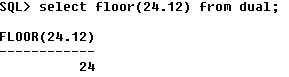 SQL> select floor(24.12) from dual;
FLOOR(24.12)
------------
24